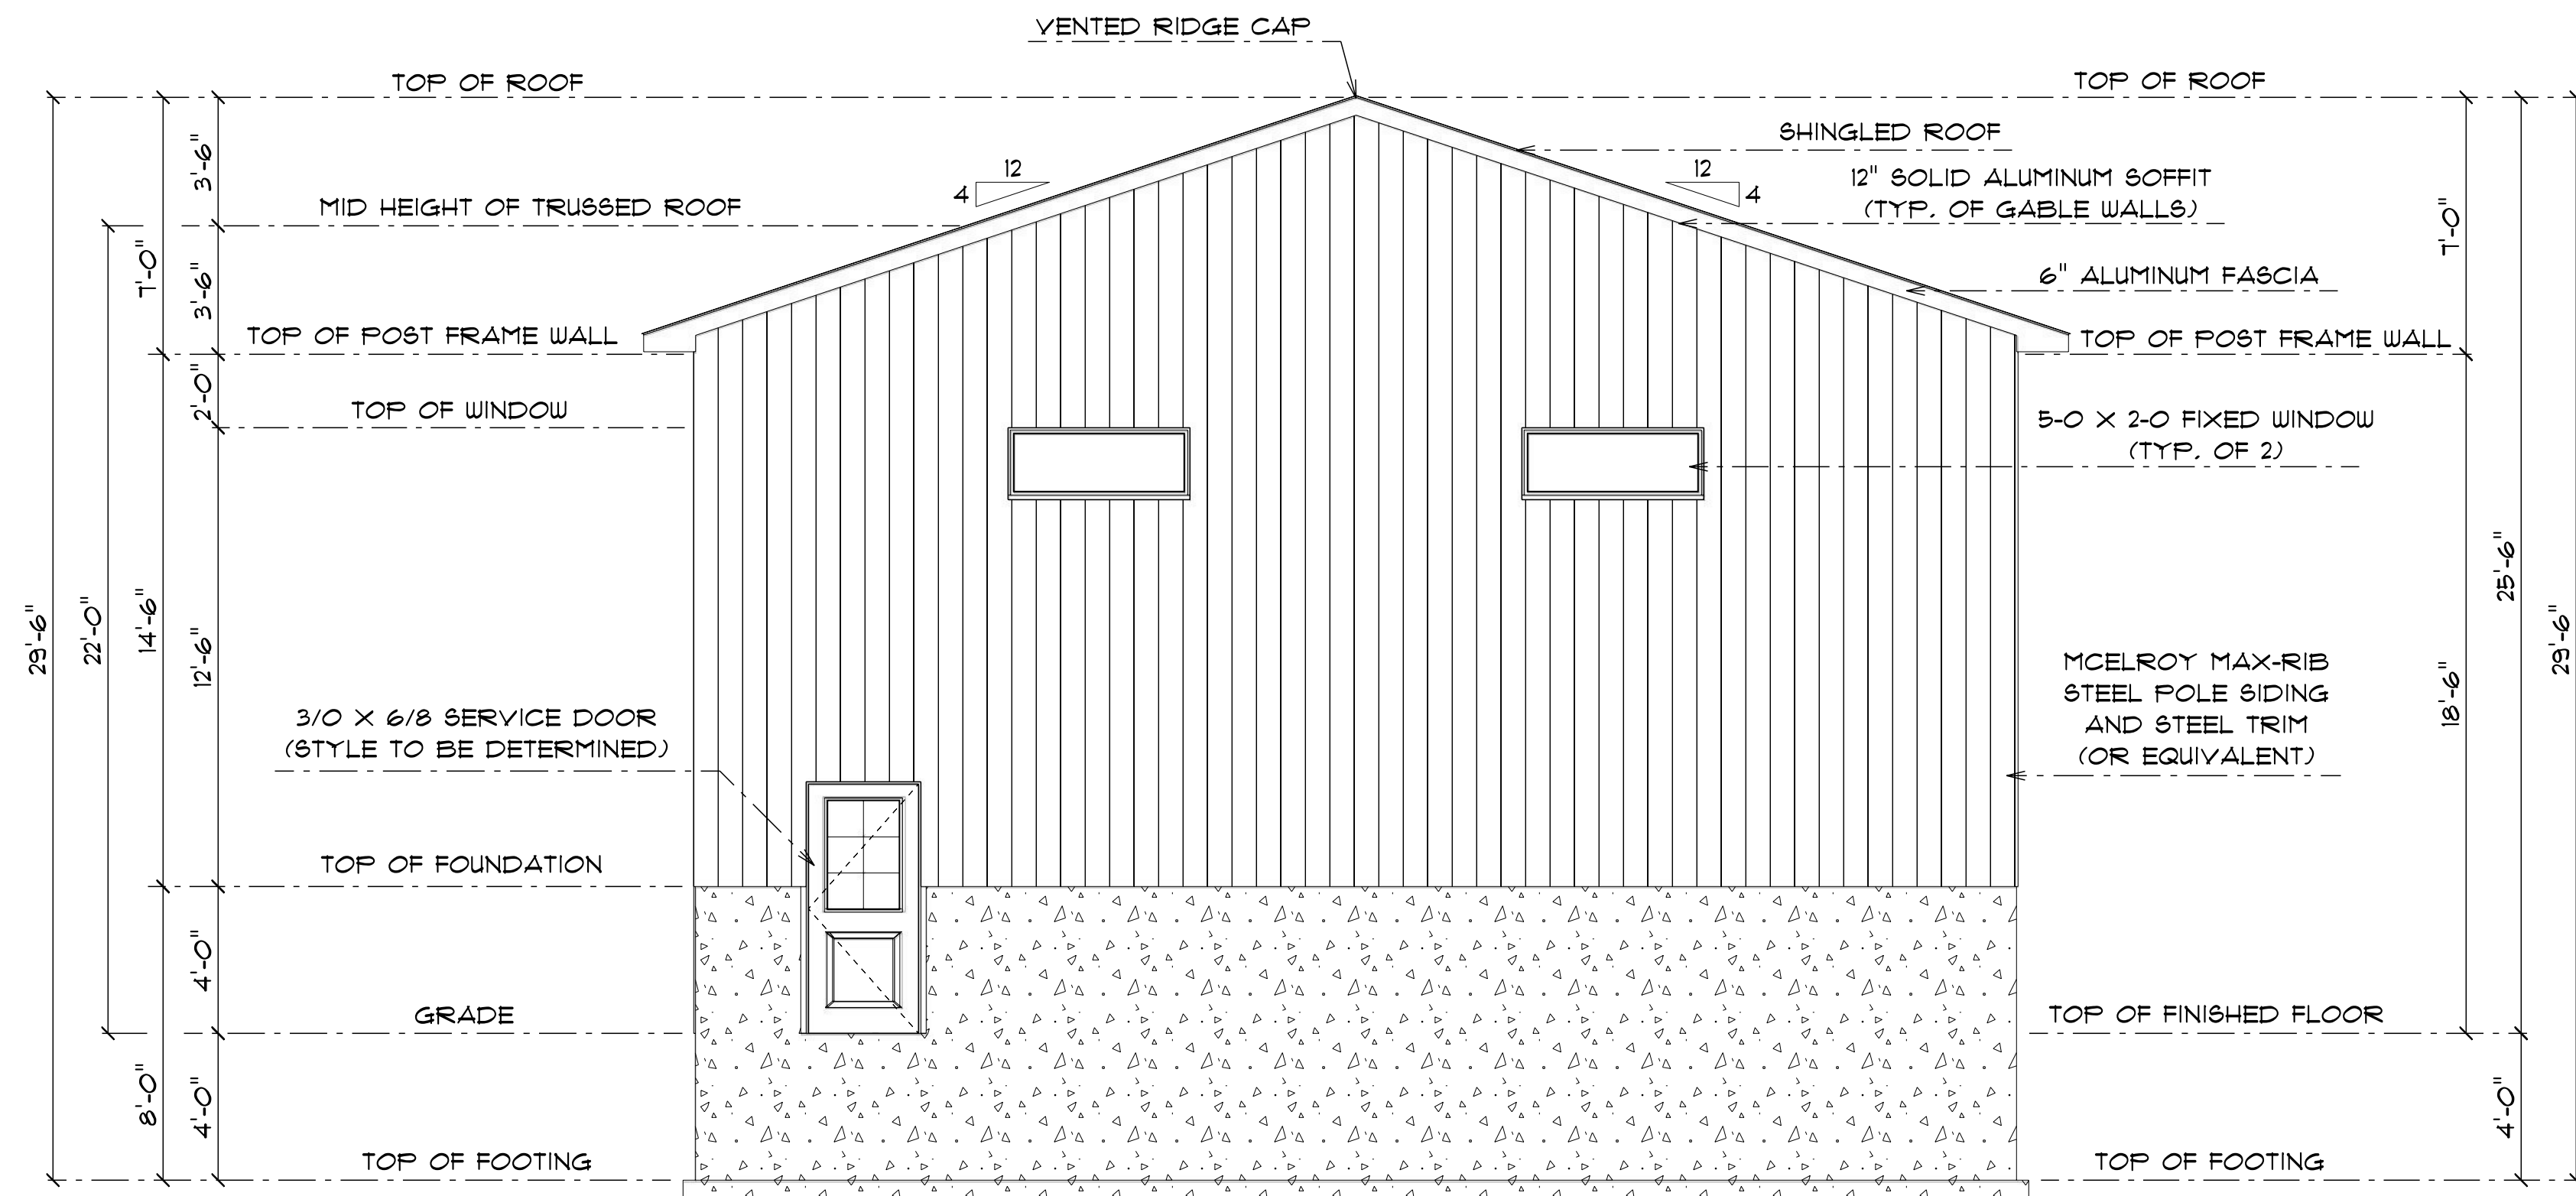 VENTED RIDGE CAP
TOP OF ROOF
TOP OF ROOF
SHINGLED ROOF
12
4
12
4
12" SOLID ALUMINUM SOFFIT
(TYP. OF GABLE WALLS)
MID HEIGHT OF TRUSSED ROOF
6" ALUMINUM FASCIA
TOP OF POST FRAME WALL
TOP OF POST FRAME WALL
TOP OF WINDOW
5-0 X 2-0 FIXED WINDOW
(TYP. OF 2)
MCELROY MAX-RIB
STEEL POLE SIDING
AND STEEL TRIM
(OR EQUIVALENT)
3/0 X 6/8 SERVICE DOOR
(STYLE TO BE DETERMINED)
TOP OF FOUNDATION
GRADE
TOP OF FINISHED FLOOR
TOP OF FOOTING
TOP OF FOOTING
29'-6"
22'-0"
7'-0"
14'-6"
8'-0"
3'-6"
3'-6"
2'-0"
12'-6"
4'-0"
4'-0"
7'-0"
18'-6"
25'-6"
4'-0"
29'-6"